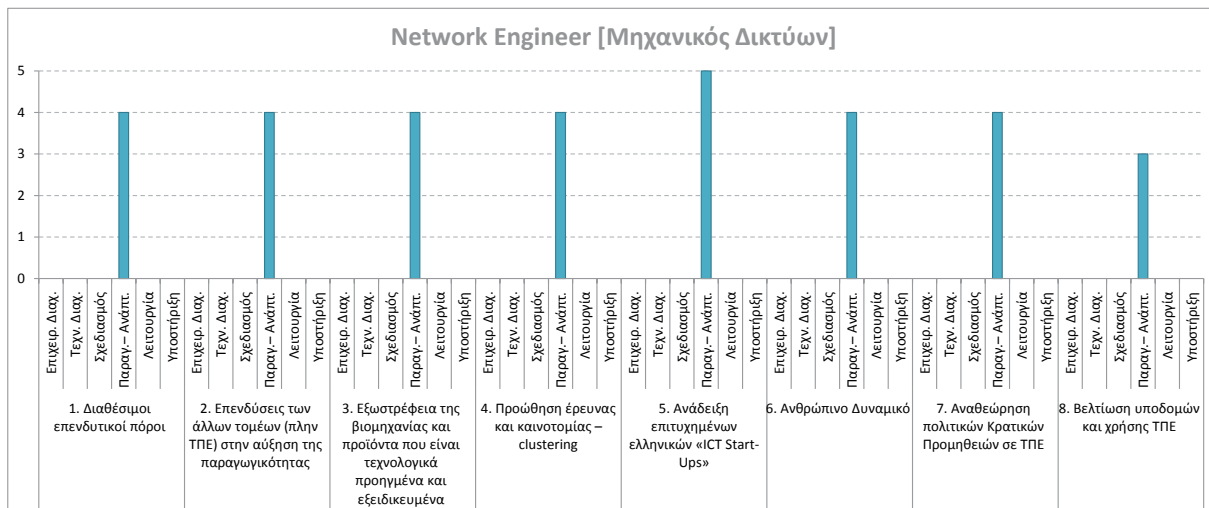 Network Engineer [Μηχανικός Δικτύων]
5
4
3
2
1
0
Επιχειρ. Διαχ.
Τεχν. Διαχ.
Σχεδιασμός
Παραγ.– Ανάπτ.
Λειτουργία
Υποστήριξη
Επιχειρ. Διαχ.
Τεχν. Διαχ.
Σχεδιασμός
Παραγ.– Ανάπτ.
Λειτουργία
Υποστήριξη
Επιχειρ. Διαχ.
Τεχν. Διαχ.
Σχεδιασμός
Παραγ.– Ανάπτ.
Λειτουργία
Υποστήριξη
Επιχειρ. Διαχ.
Τεχν. Διαχ.
Σχεδιασμός
Παραγ.– Ανάπτ.
Λειτουργία
Υποστήριξη
Επιχειρ. Διαχ.
Τεχν. Διαχ.
Σχεδιασμός
Παραγ.– Ανάπτ.
Λειτουργία
Υποστήριξη
Επιχειρ. Διαχ.
Τεχν. Διαχ.
Σχεδιασμός
Παραγ.– Ανάπτ.
Λειτουργία
Υποστήριξη
Επιχειρ. Διαχ.
Τεχν. Διαχ.
Σχεδιασμός
Παραγ.– Ανάπτ.
Λειτουργία
Υποστήριξη
Επιχειρ. Διαχ.
Τεχν. Διαχ.
Σχεδιασμός
Παραγ.– Ανάπτ.
Λειτουργία
Υποστήριξη
1. Διαθέσιμοι
επενδυτικοί πόροι
2. Επενδύσεις των
άλλων τομέων (πλην
ΤΠΕ) στην αύξηση της
παραγωγικότητας
3. Εξωστρέφεια της
βιομηχανίας και
προϊόντα που είναι
τεχνολογικά
προηγμένα και
εξειδικευμένα
4. Προώθηση έρευνας
και καινοτομίας –
clustering
5. Ανάδειξη
επιτυχημένων
ελληνικών «ICT Start-
Ups»
6. Ανθρώπινο Δυναμικό
7. Αναθεώρηση
πολιτικών Κρατικών
Προμηθειών σε ΤΠΕ
8. Βελτίωση υποδομών
και χρήσης ΤΠΕ